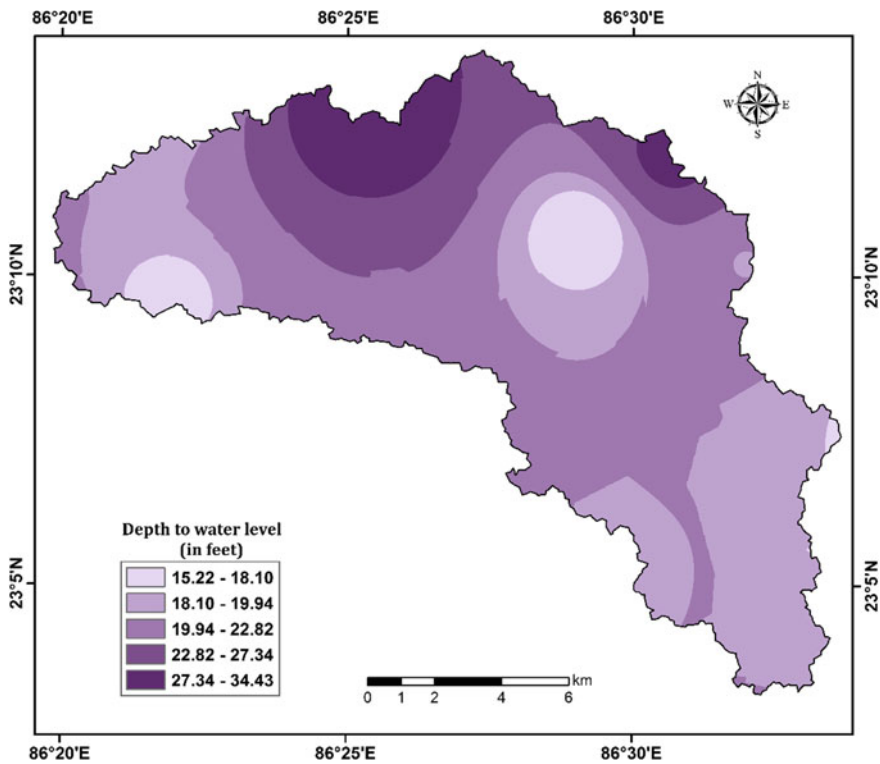 86°20'E 86°25'E 86°30'E
N
W E
S
23°10'N 23°10'N
Depth to water level
(in feet)
15.22 - 18.10
18.10 - 19.94
19.94 - 22.82
22.82 - 27.34
27.34 - 34.43
23°5'N 23°5'N
km
0 1 2 4 6
86°20'E 86°25'E 86°30'E